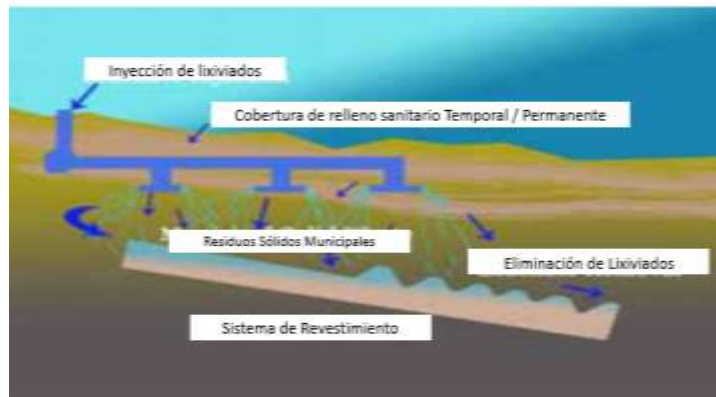 Inyección de lixiviados
Cobertura de relleno sanitario Temporal / Permanente
Residuos Sólidos Municipales
Eliminación de Lixiviados
Sistema de Revestimiento